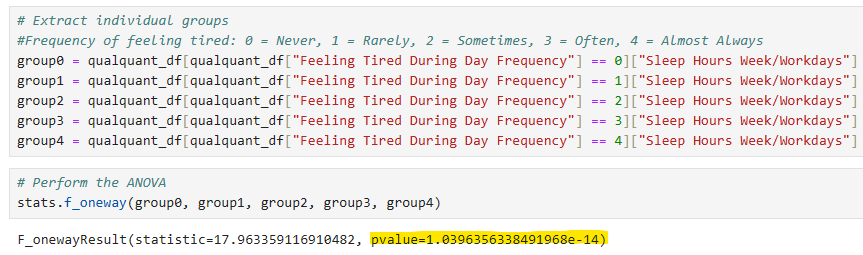 # Extract individual groups
#Frequency of feeling tired: 0 = Never, 1 = Rarely, 2 = Sometimes, 3 = Often, 4 = Almost Always
group0 = qualquant_df[qualquant_df["Feeling Tired During Day Frequency"] == 0]["Sleep Hours Week/Workdays"]
group1 = qualquant_df[qualquant_df["Feeling Tired During Day Frequency"] == 1]["Sleep Hours Week/Workdays"]
group2 = qualquant_df[qualquant_df["Feeling Tired During Day Frequency"] == 2]["Sleep Hours Week/Workdays"]
group3 = qualquant_df[qualquant_df["Feeling Tired During Day Frequency"] == 3]["Sleep Hours Week/Workdays"]
group4 = qualquant_df[qualquant_df["Feeling Tired During Day Frequency"] == 4]["Sleep Hours Week/Workdays"]
# Perform the ANOVA
stats.f_oneway(group0, group1, group2, group3, group4)
F_onewayResult(statistic=17.963359116910482, pvalue=1.0396356338491968e-14)